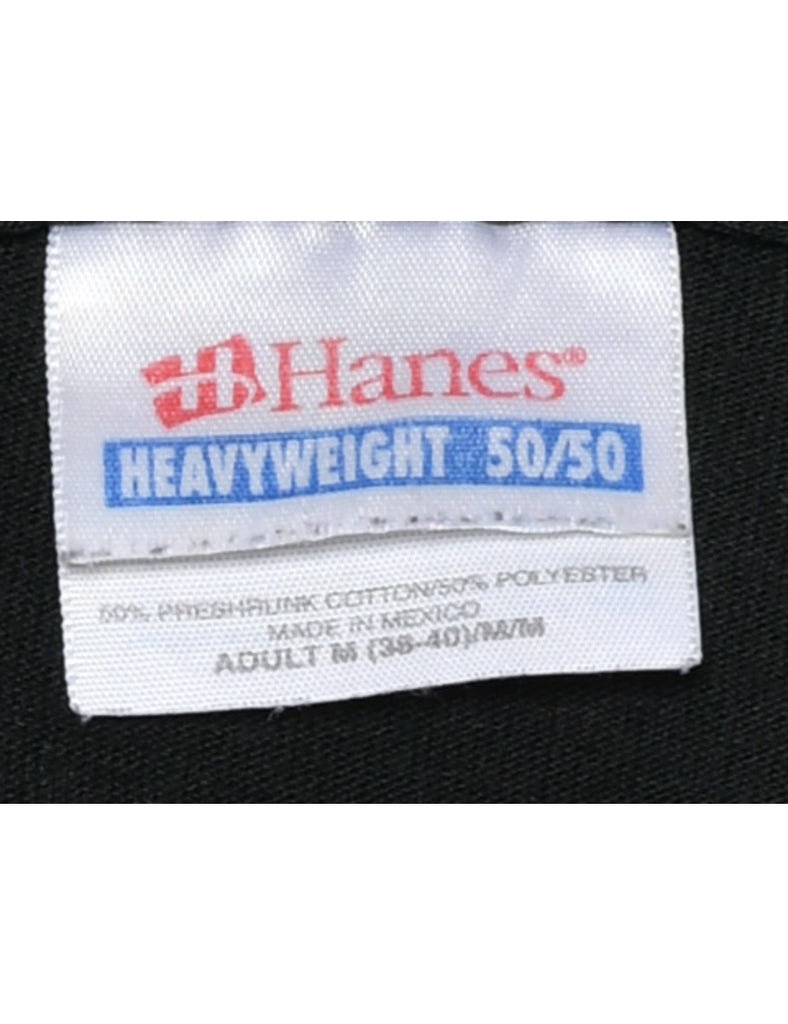 Hanes®
HEAVYWEIGHT 50/50
50% PRESHRUNK COTTON/50% POLYESTER
MADE IN MEXICO
ADULT M (38-40)/M/M